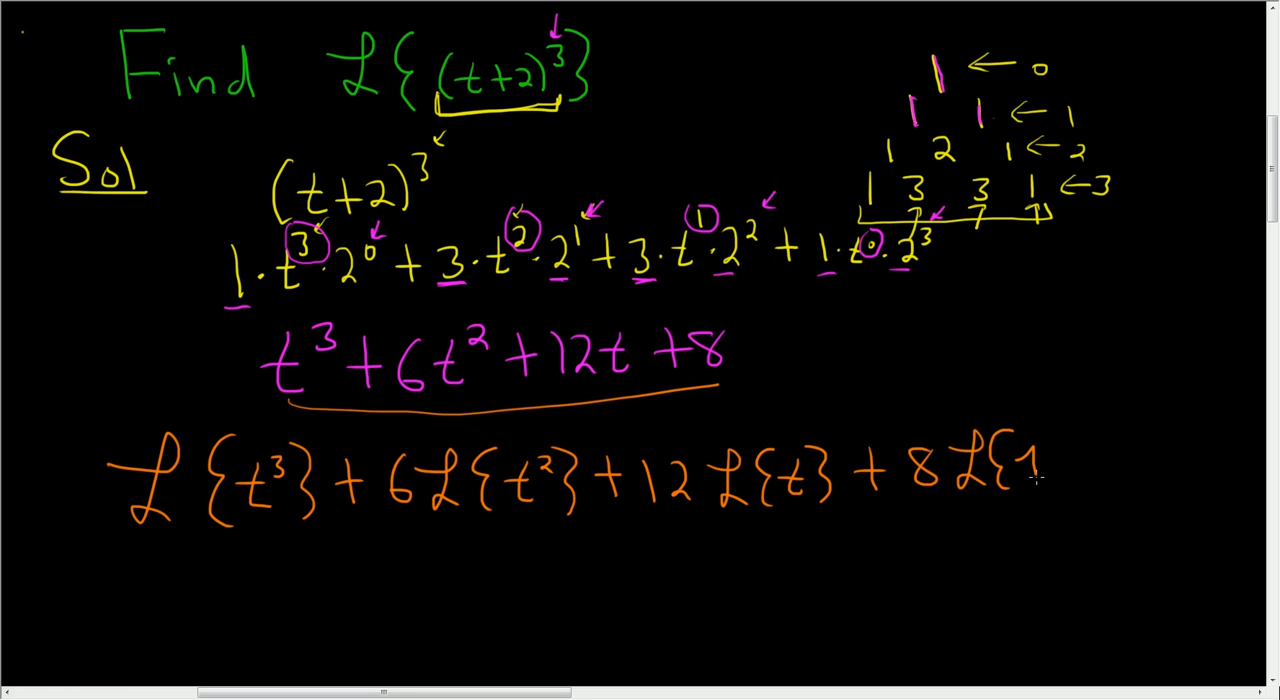 Find ℒ{(t+2)³}
Sol
(t+2)³
1·t³·2⁰ + 3·t²·2¹ + 3·t¹·2² + 1·t⁰·2³
t³ + 6t² + 12t + 8
ℒ{t³} + 6ℒ{t²} + 12ℒ{t} + 8ℒ{1
1 ← 0
1 1 ← 1
1 2 1 ← 2
1 3 3 1 ← 3